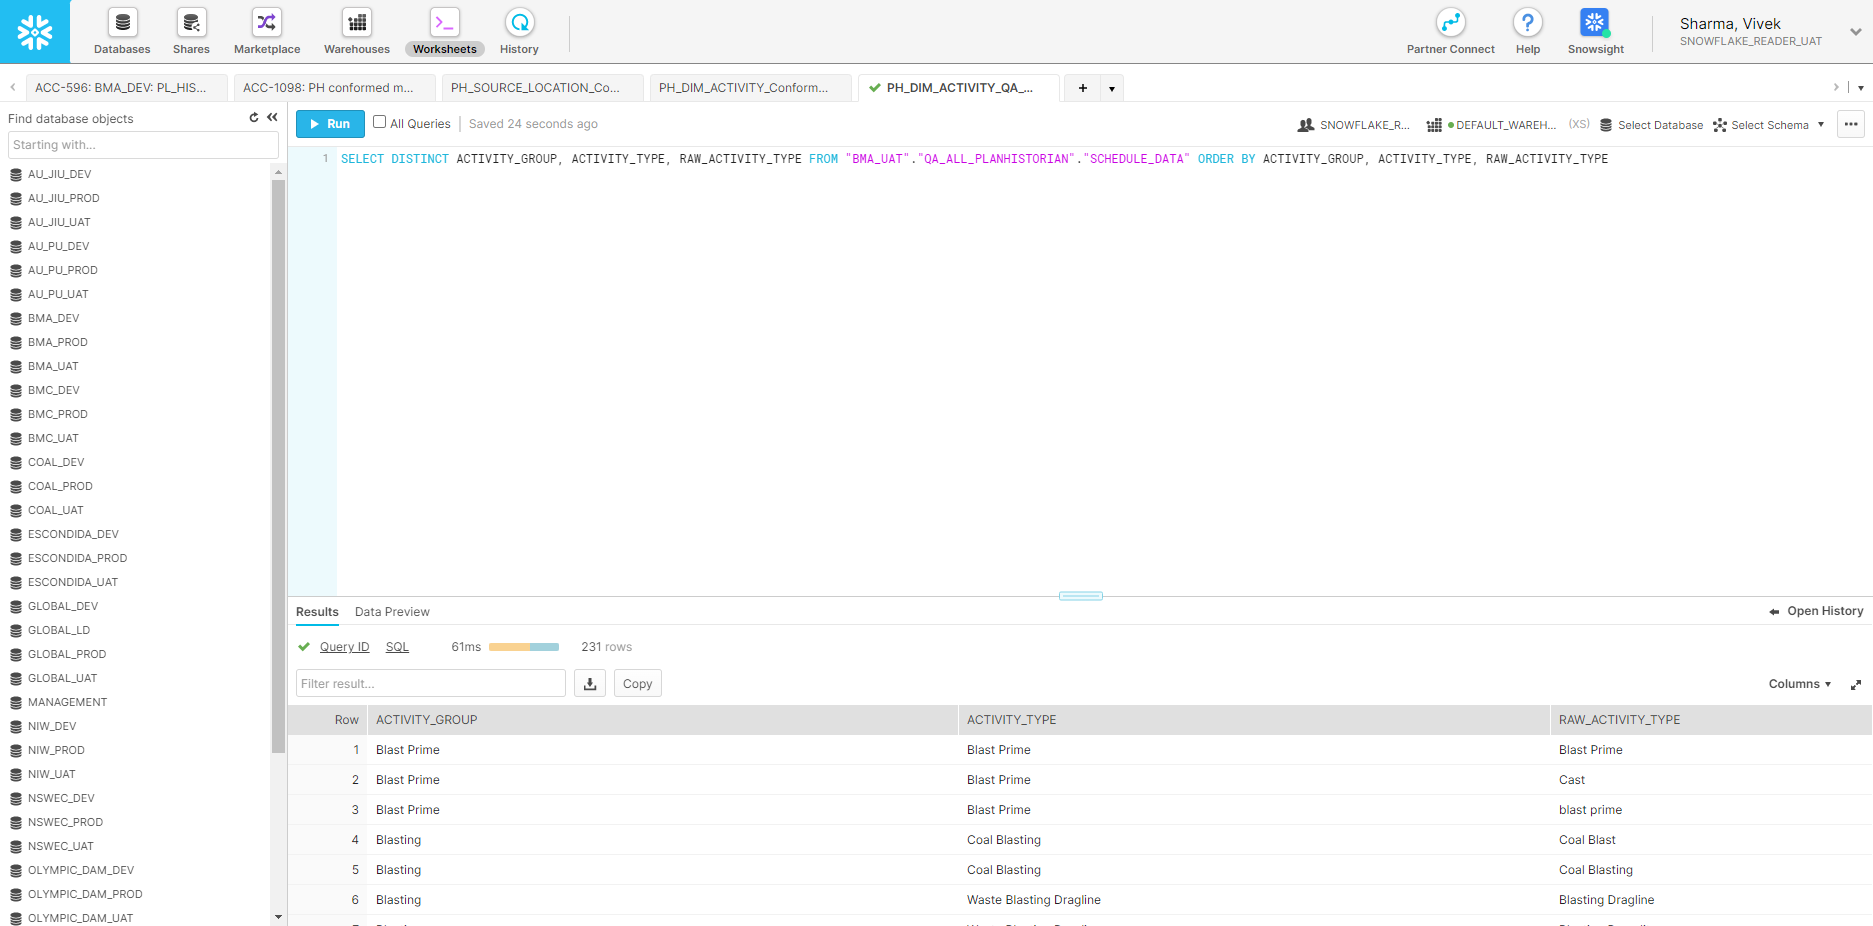 Databases
Shares
Marketplace
Warehouses
Worksheets
History
Partner Connect
Help
Snowsight
Sharma, Vivek
SNOWFLAKE_READER_UAT
ACC-596: BMA_DEV: PL_HIS...
ACC-1098: PH conformed m...
PH_SOURCE_LOCATION_Co...
PH_DIM_ACTIVITY_Conform...
PH_DIM_ACTIVITY_QA_...
Find database objects
Starting with...
AU_JIU_DEV
AU_JIU_PROD
AU_JIU_UAT
AU_PU_DEV
AU_PU_PROD
AU_PU_UAT
BMA_DEV
BMA_PROD
BMA_UAT
BMC_DEV
BMC_PROD
BMC_UAT
COAL_DEV
COAL_PROD
COAL_UAT
ESCONDIDA_DEV
ESCONDIDA_PROD
ESCONDIDA_UAT
GLOBAL_DEV
GLOBAL_LD
GLOBAL_PROD
GLOBAL_UAT
MANAGEMENT
NIW_DEV
NIW_PROD
NIW_UAT
NSWEC_DEV
NSWEC_PROD
NSWEC_UAT
OLYMPIC_DAM_DEV
OLYMPIC_DAM_PROD
OLYMPIC_DAM_UAT
Run All Queries Saved 24 seconds ago
SNOWFLAKE_R... DEFAULT_WAREH... (XS) Select Database Select Schema
1 SELECT DISTINCT ACTIVITY_GROUP, ACTIVITY_TYPE, RAW_ACTIVITY_TYPE FROM "BMA_UAT"."QA_ALL_PLANHISTORIAN"."SCHEDULE_DATA" ORDER BY ACTIVITY_GROUP, ACTIVITY_TYPE, RAW_ACTIVITY_TYPE
Results Data Preview Open History
Query ID SQL 61ms 231 rows
Filter result... Copy Columns
Row ACTIVITY_GROUP ACTIVITY_TYPE RAW_ACTIVITY_TYPE
1 Blast Prime Blast Prime Blast Prime
2 Blast Prime Blast Prime Cast
3 Blast Prime Blast Prime blast prime
4 Blasting Coal Blasting Coal Blast
5 Blasting Coal Blasting Coal Blasting
6 Blasting Waste Blasting Dragline Blasting Dragline